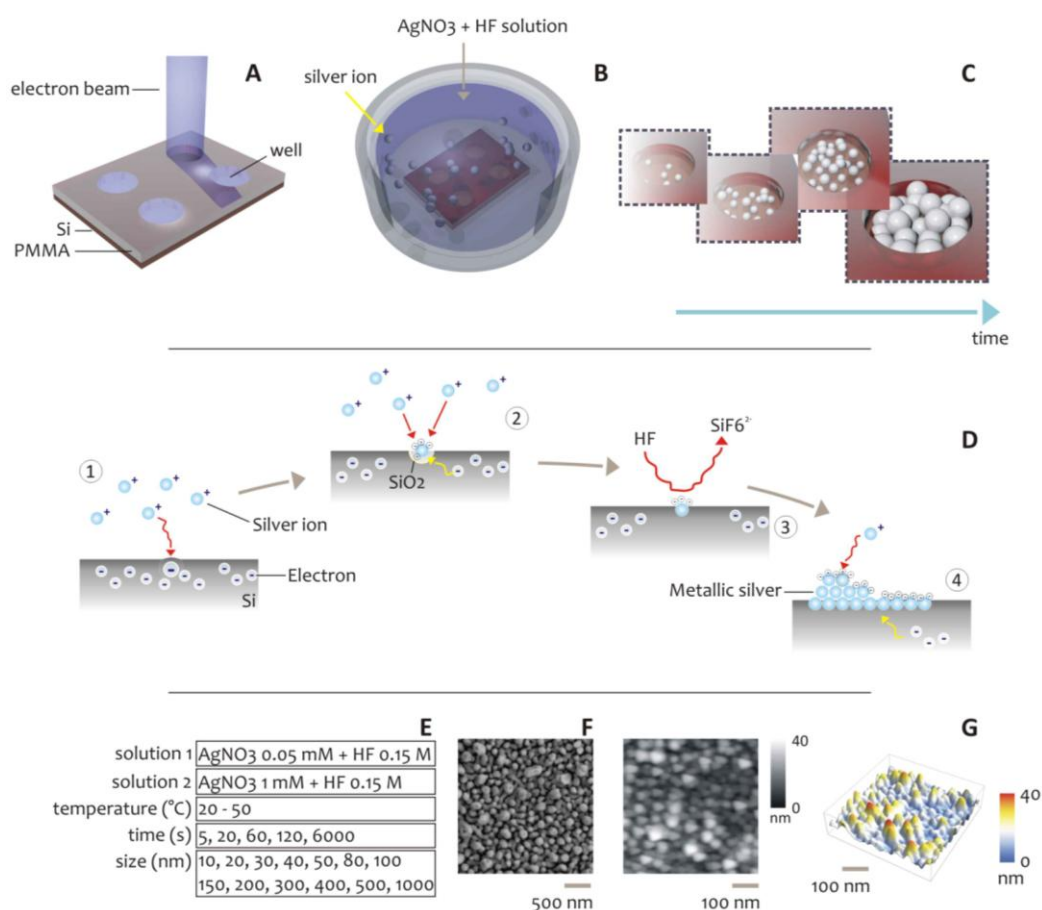 AgNO3 + HF solution
A
B
C
electron beam
silver ion
well
Si
PMMA
time
1
Silver ion
Electron
Si
2
SiO2
HF
SiF6²⁻
D
3
Metallic silver
4
E
solution 1 AgNO3 0.05 mM + HF 0.15 M
solution 2 AgNO3 1 mM + HF 0.15 M
temperature (°C) 20 - 50
time (s) 5, 20, 60, 120, 6000
size (nm) 10, 20, 30, 40, 50, 80, 100
150, 200, 300, 400, 500, 1000
F
500 nm
40
0
nm
100 nm
G
100 nm
40
0
nm